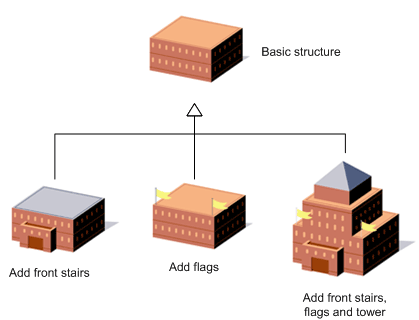 Basic structure
Add front stairs
Add flags
Add front stairs,
flags and tower